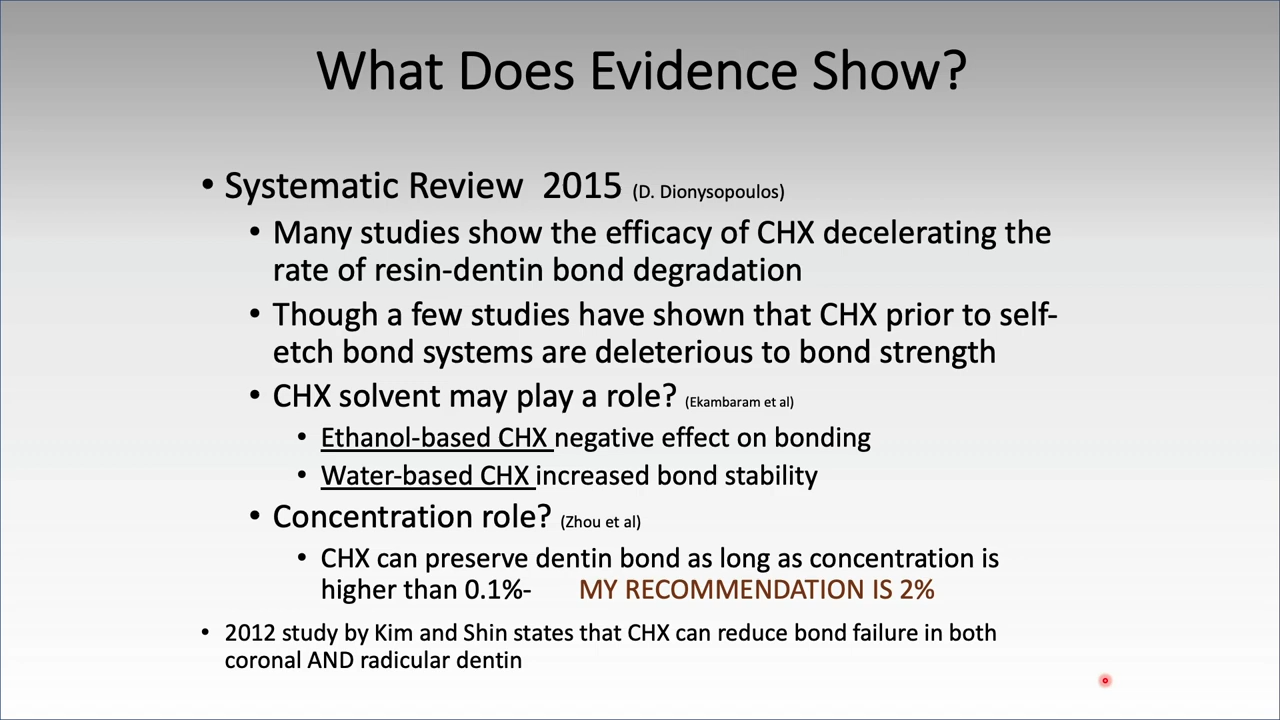 What Does Evidence Show?
• Systematic Review 2015 (D. Dionysopoulos)
• Many studies show the efficacy of CHX decelerating the
rate of resin-dentin bond degradation
• Though a few studies have shown that CHX prior to self-
etch bond systems are deleterious to bond strength
• CHX solvent may play a role? (Ekambaram et al)
• Ethanol-based CHX negative effect on bonding
• Water-based CHX increased bond stability
• Concentration role? (Zhou et al)
• CHX can preserve dentin bond as long as concentration is
higher than 0.1%- MY RECOMMENDATION IS 2%
• 2012 study by Kim and Shin states that CHX can reduce bond failure in both
coronal AND radicular dentin